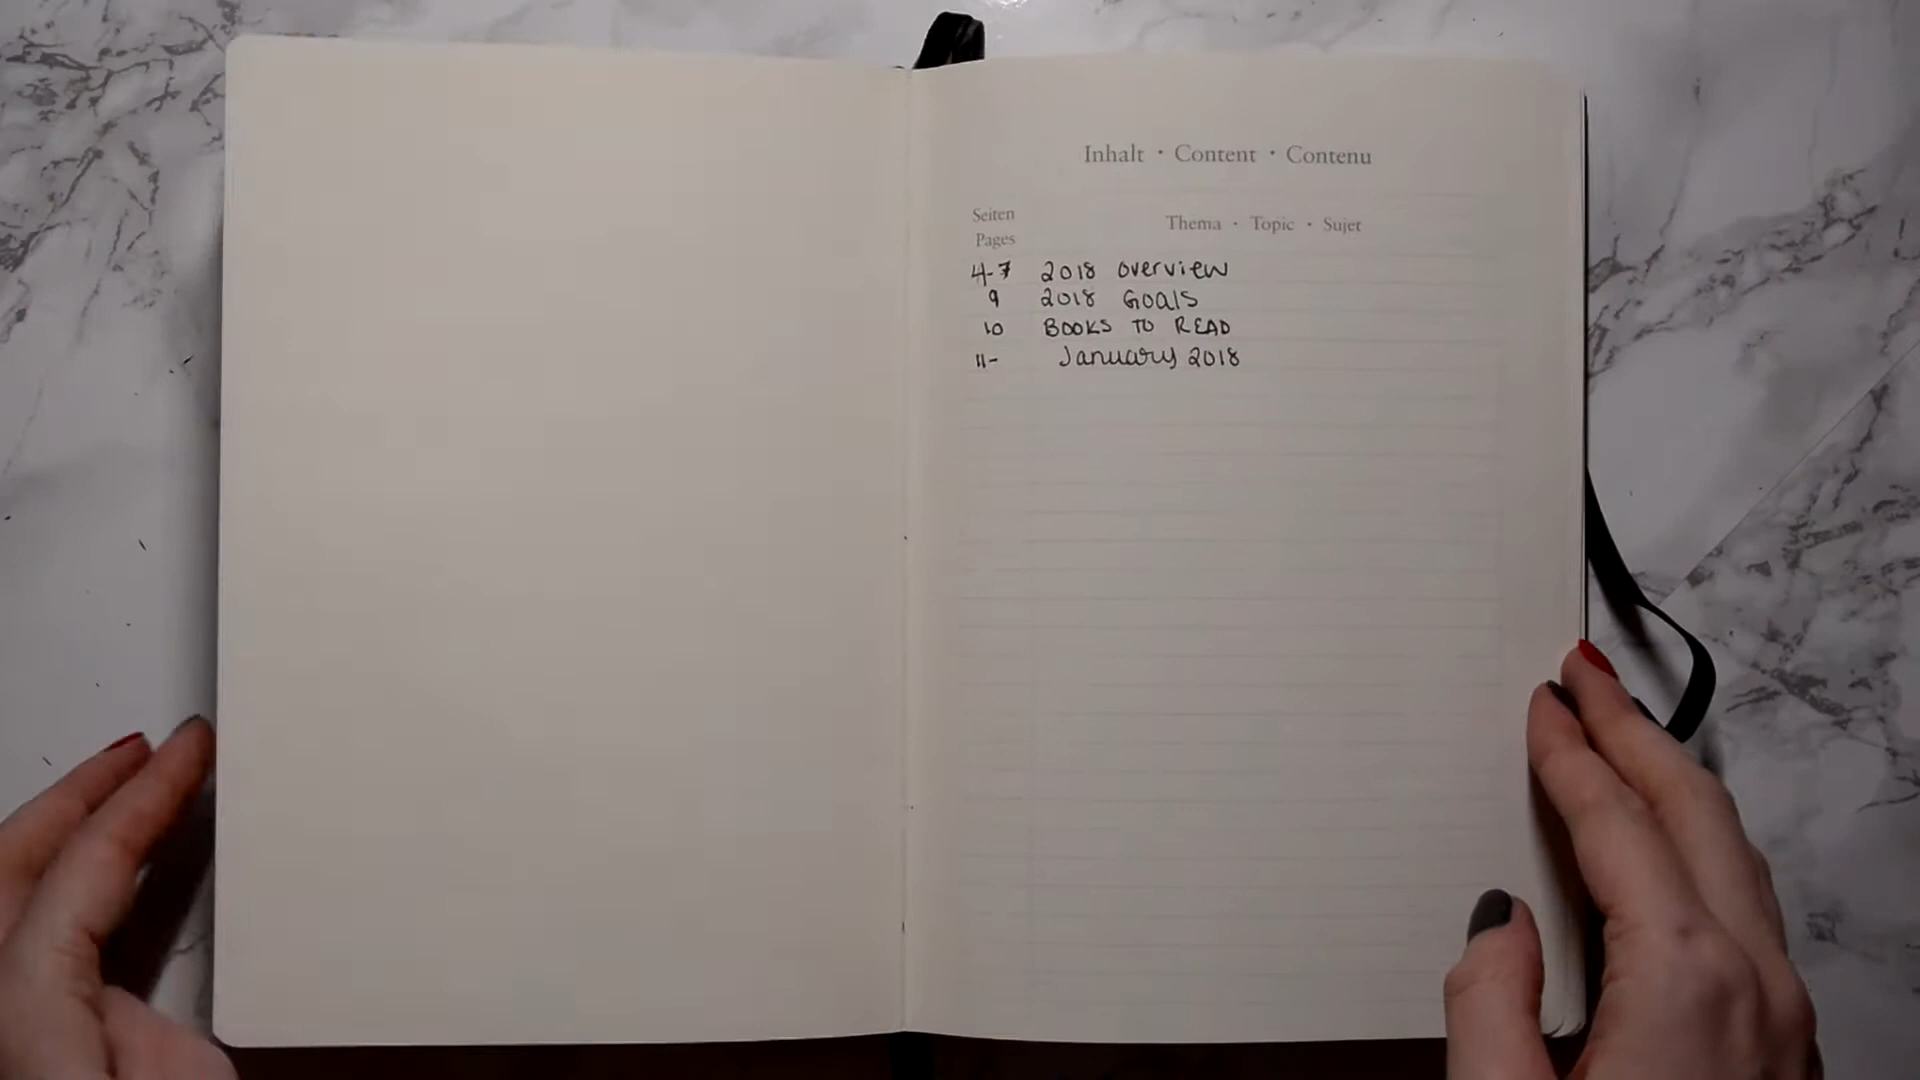 Inhalt · Content · Contenu
Seiten
Pages
Thema · Topic · Sujet
4-7 2018 overview
9 2018 Goals
10 BOOKS TO READ
11- January 2018